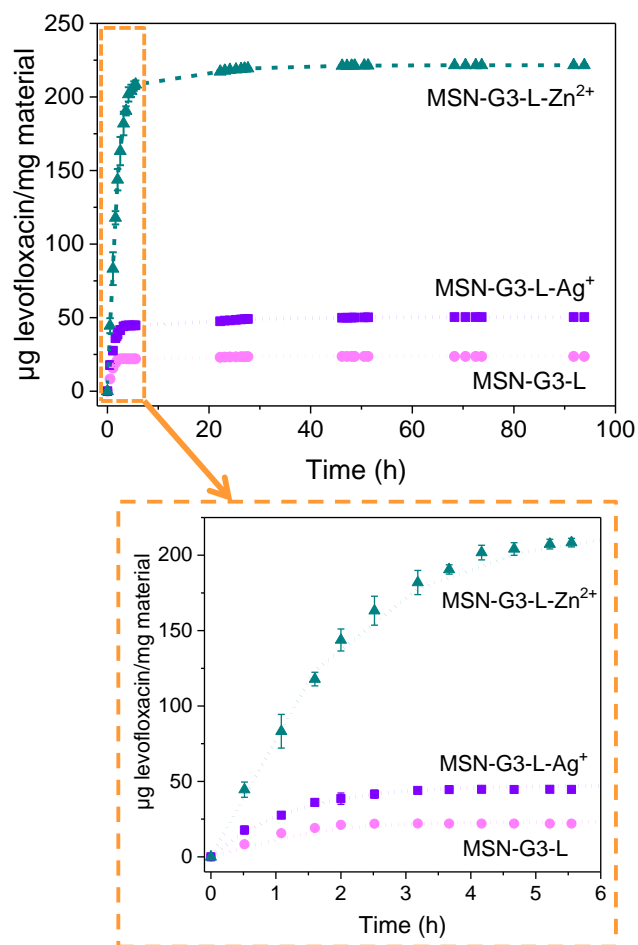 250
200
150
100
50
0
µg levofloxacin/mg material
MSN-G3-L-Zn²⁺
MSN-G3-L-Ag⁺
MSN-G3-L
0 20 40 60 80 100
Time (h)
200
150
100
50
0
µg levofloxacin/mg material
MSN-G3-L-Zn²⁺
MSN-G3-L-Ag⁺
MSN-G3-L
0 1 2 3 4 5 6
Time (h)